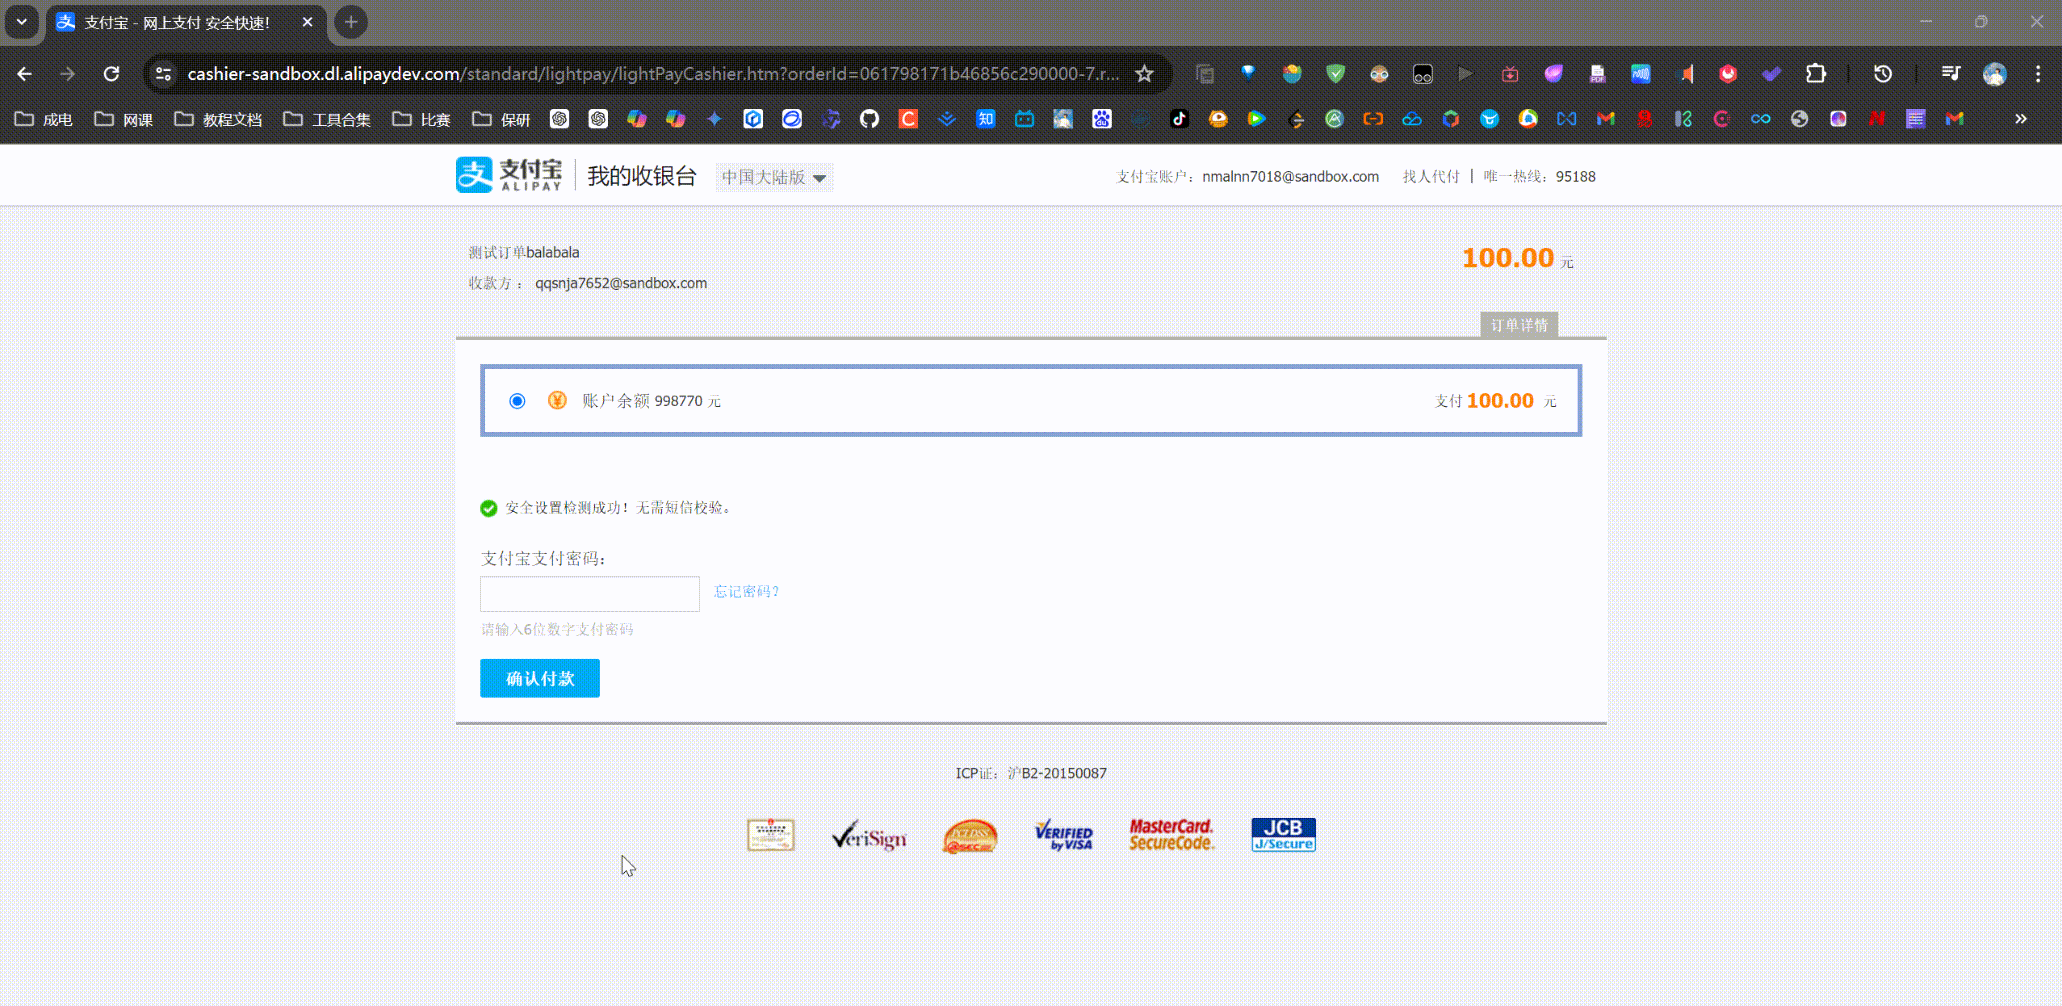 支付宝 - 网上支付 安全快速！
cashier-sandbox.dl.alipaydev.com/standard/lightpay/lightPayCashier.htm?orderId=061798171b46856c290000-7.r...
成电 网课 教程文档 工具合集 比赛 保研
支付宝 ALIPAY 我的收银台 中国大陆版 支付宝账户：nmalnn7018@sandbox.com 找人代付 | 唯一热线：95188
测试订单balabala 100.00 元
收款方： qqsnja7652@sandbox.com
订单详情
账户余额 998770 元 支付 100.00 元
安全设置检测成功！无需短信校验。
支付宝支付密码：
忘记密码？
请输入6位数字支付密码
确认付款
ICP证：沪B2-20150087
VeriSign VERIFIED by VISA MasterCard. SecureCode. JCB J/Secure